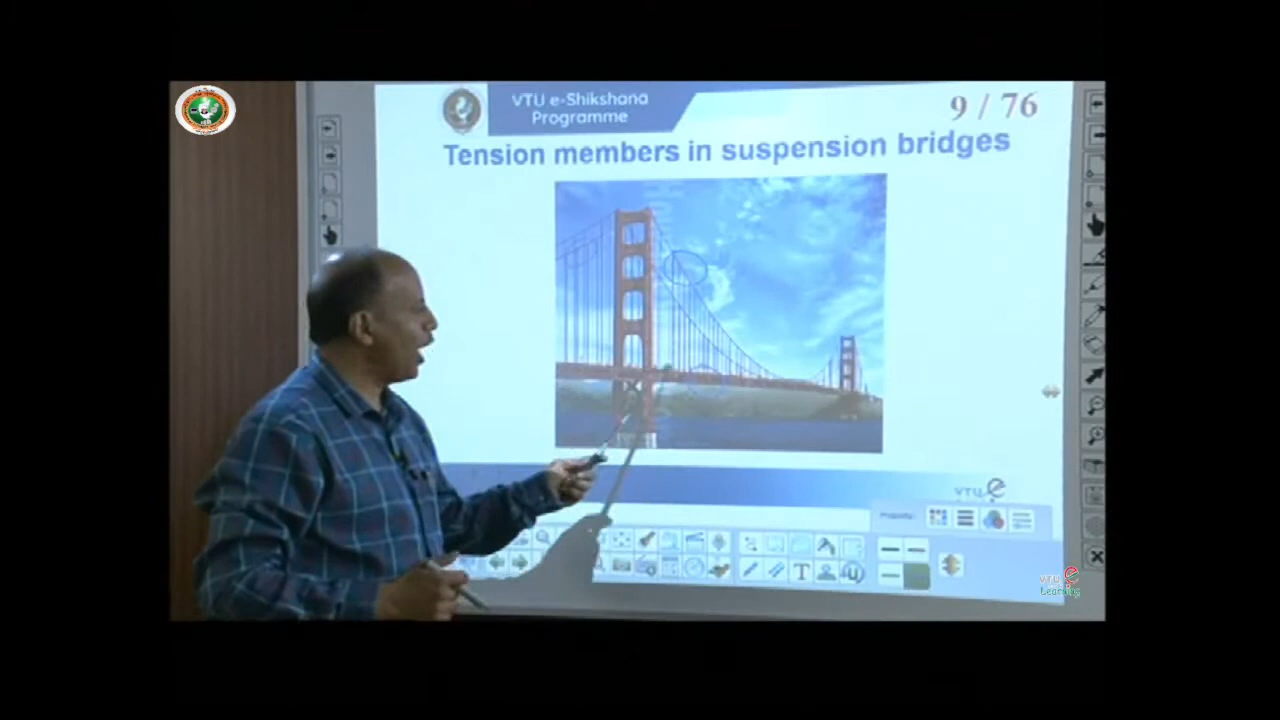 VTU e-Shikshana
Programme
9 / 76
Tension members in suspension bridges
VTU e
T
VTU e
Learning